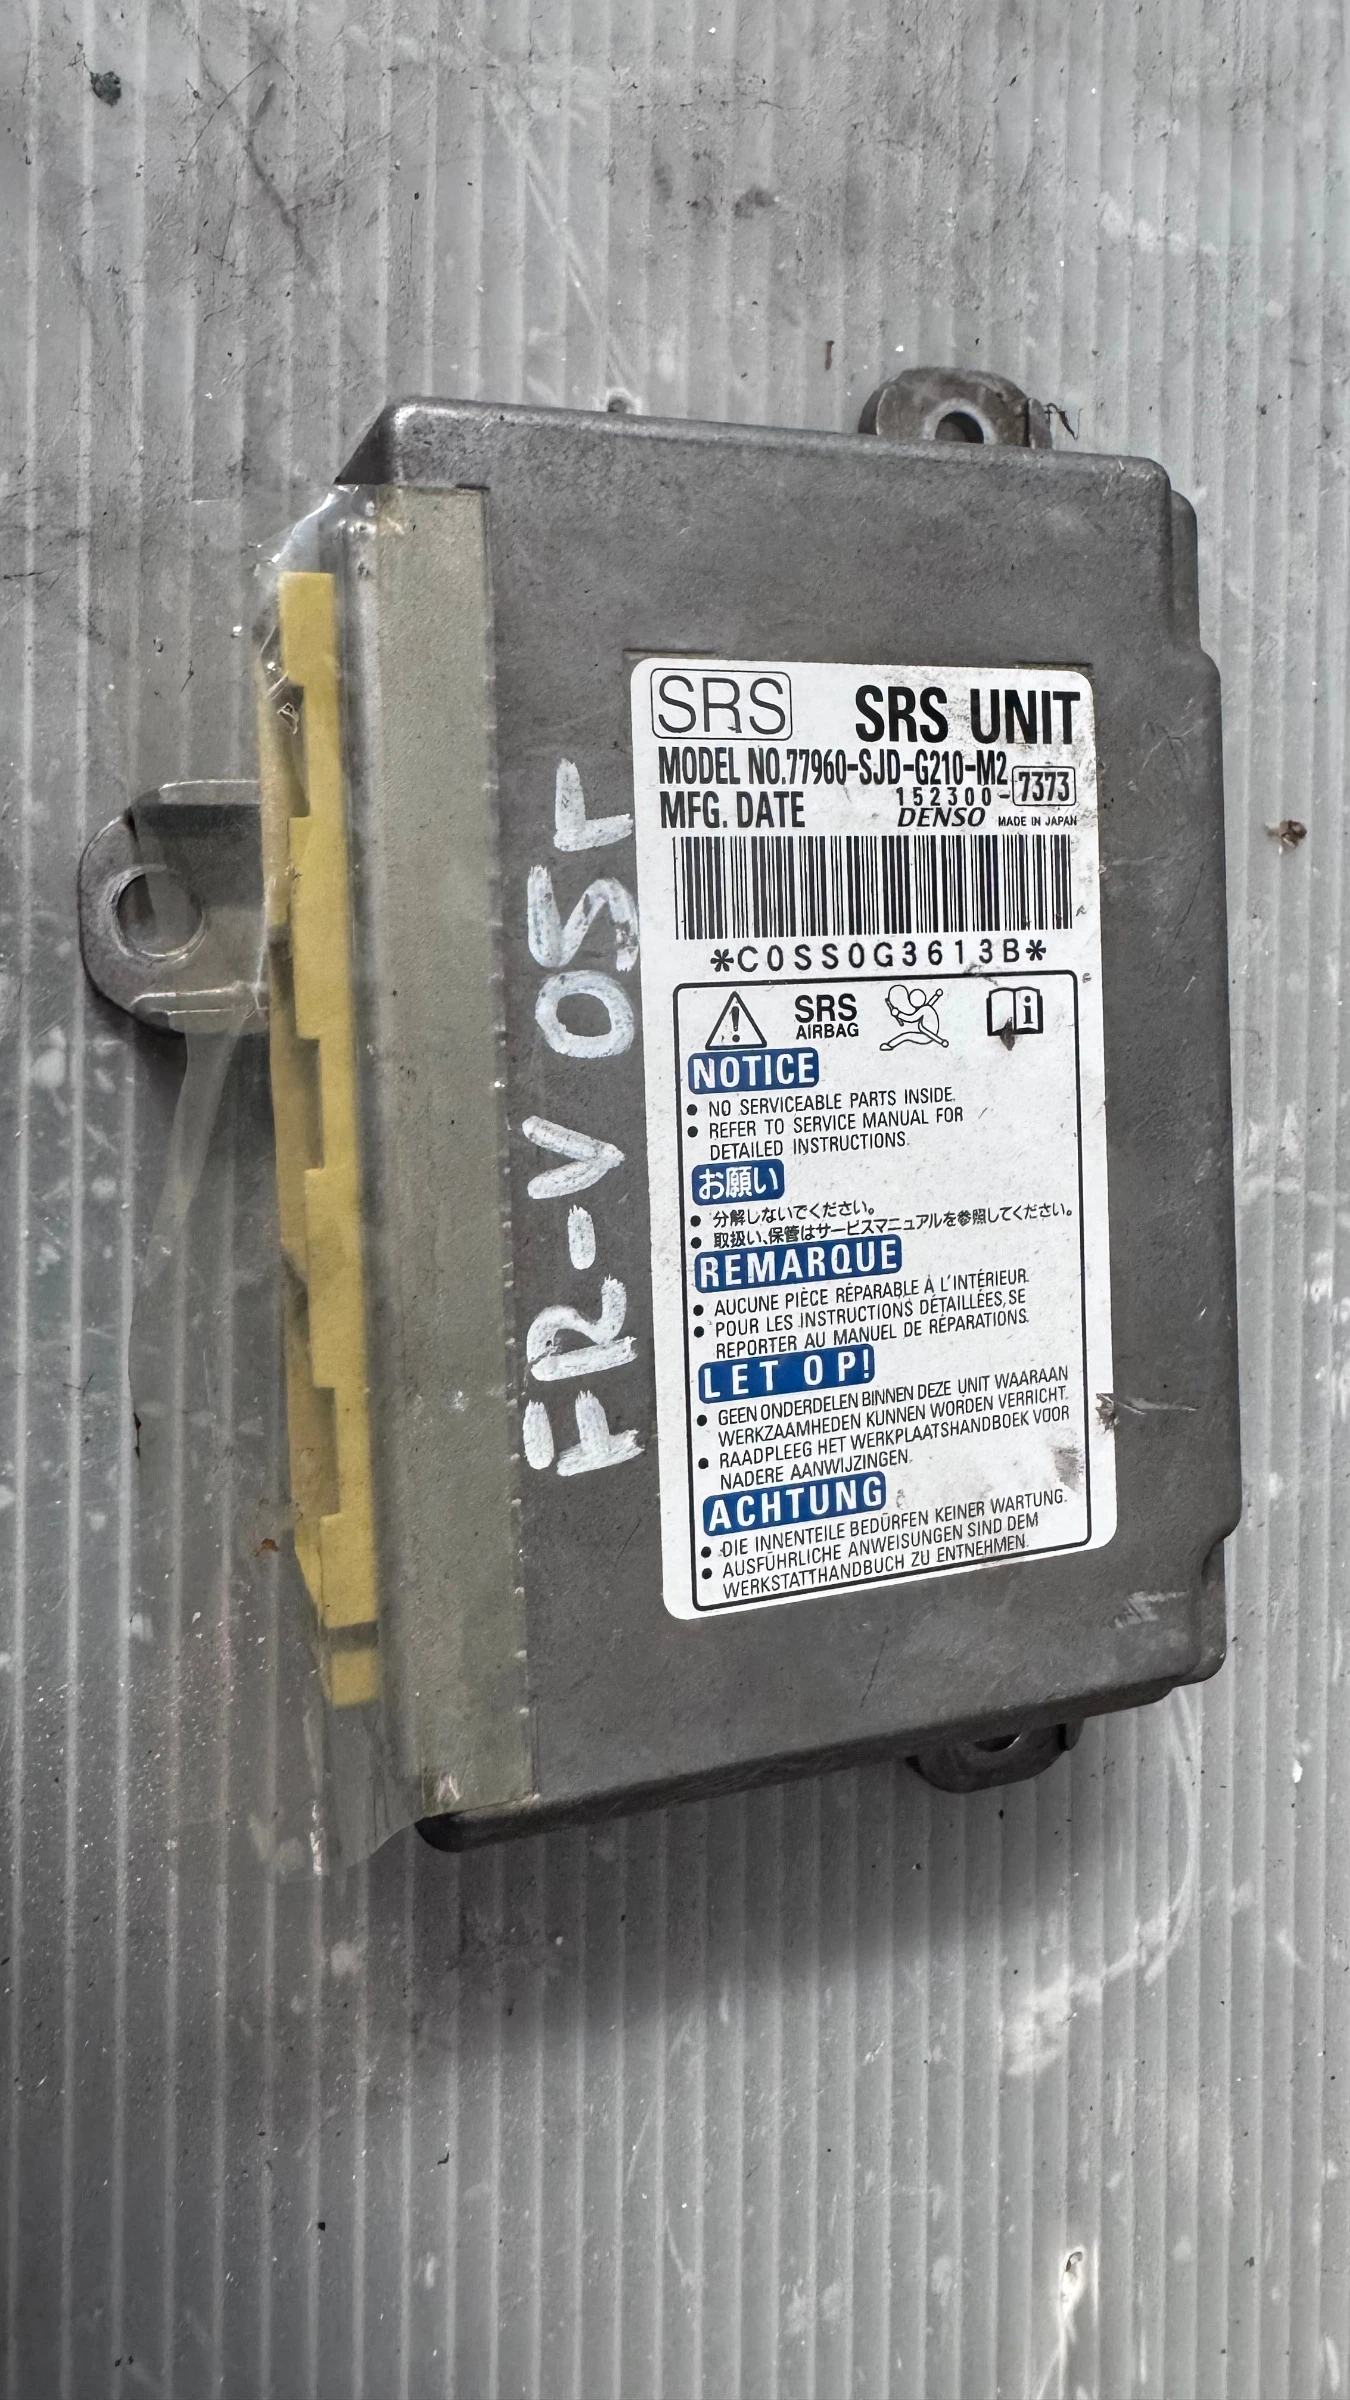 SRS SRS UNIT
MODEL NO.77960-SJD-G210-M2
MFG. DATE 152300-7373
DENSO MADE IN JAPAN
*C0SS0G3613B*
SRS
AIRBAG
i
NOTICE
● NO SERVICEABLE PARTS INSIDE.
● REFER TO SERVICE MANUAL FOR
DETAILED INSTRUCTIONS.
お願い
● 分解しないでください。
● 取扱い、保管はサービスマニュアルを参照してください。
REMARQUE
● AUCUNE PIÈCE RÉPARABLE À L'INTÉRIEUR.
● POUR LES INSTRUCTIONS DÉTAILLÉES, SE
REPORTER AU MANUEL DE RÉPARATIONS.
LET OP!
● GEEN ONDERDELEN BINNEN DEZE UNIT WAARAAN
WERKZAAMHEDEN KUNNEN WORDEN VERRICHT.
● RAADPLEEG HET WERKPLAATSHANDBOEK VOOR
NADERE AANWIJZINGEN.
ACHTUNG
● DIE INNENTEILE BEDÜRFEN KEINER WARTUNG.
● AUSFÜHRLICHE ANWEISUNGEN SIND DEM
WERKSTATTHANDBUCH ZU ENTNEHMEN.
FR-V 05r